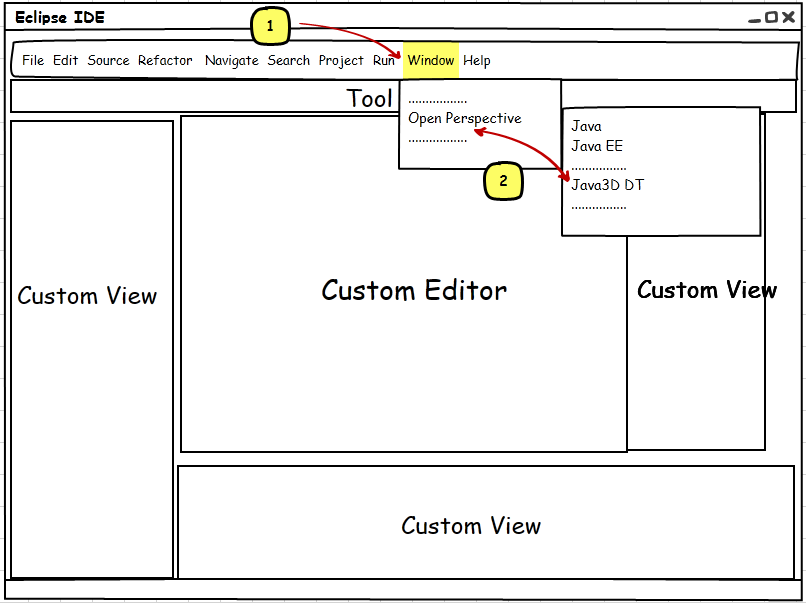 Eclipse IDE
1
File Edit Source Refactor Navigate Search Project Run Window Help
Tool
.................
Open Perspective
.................
Java
Java EE
................
Java3D DT
................
2
Custom View
Custom Editor
Custom View
Custom View